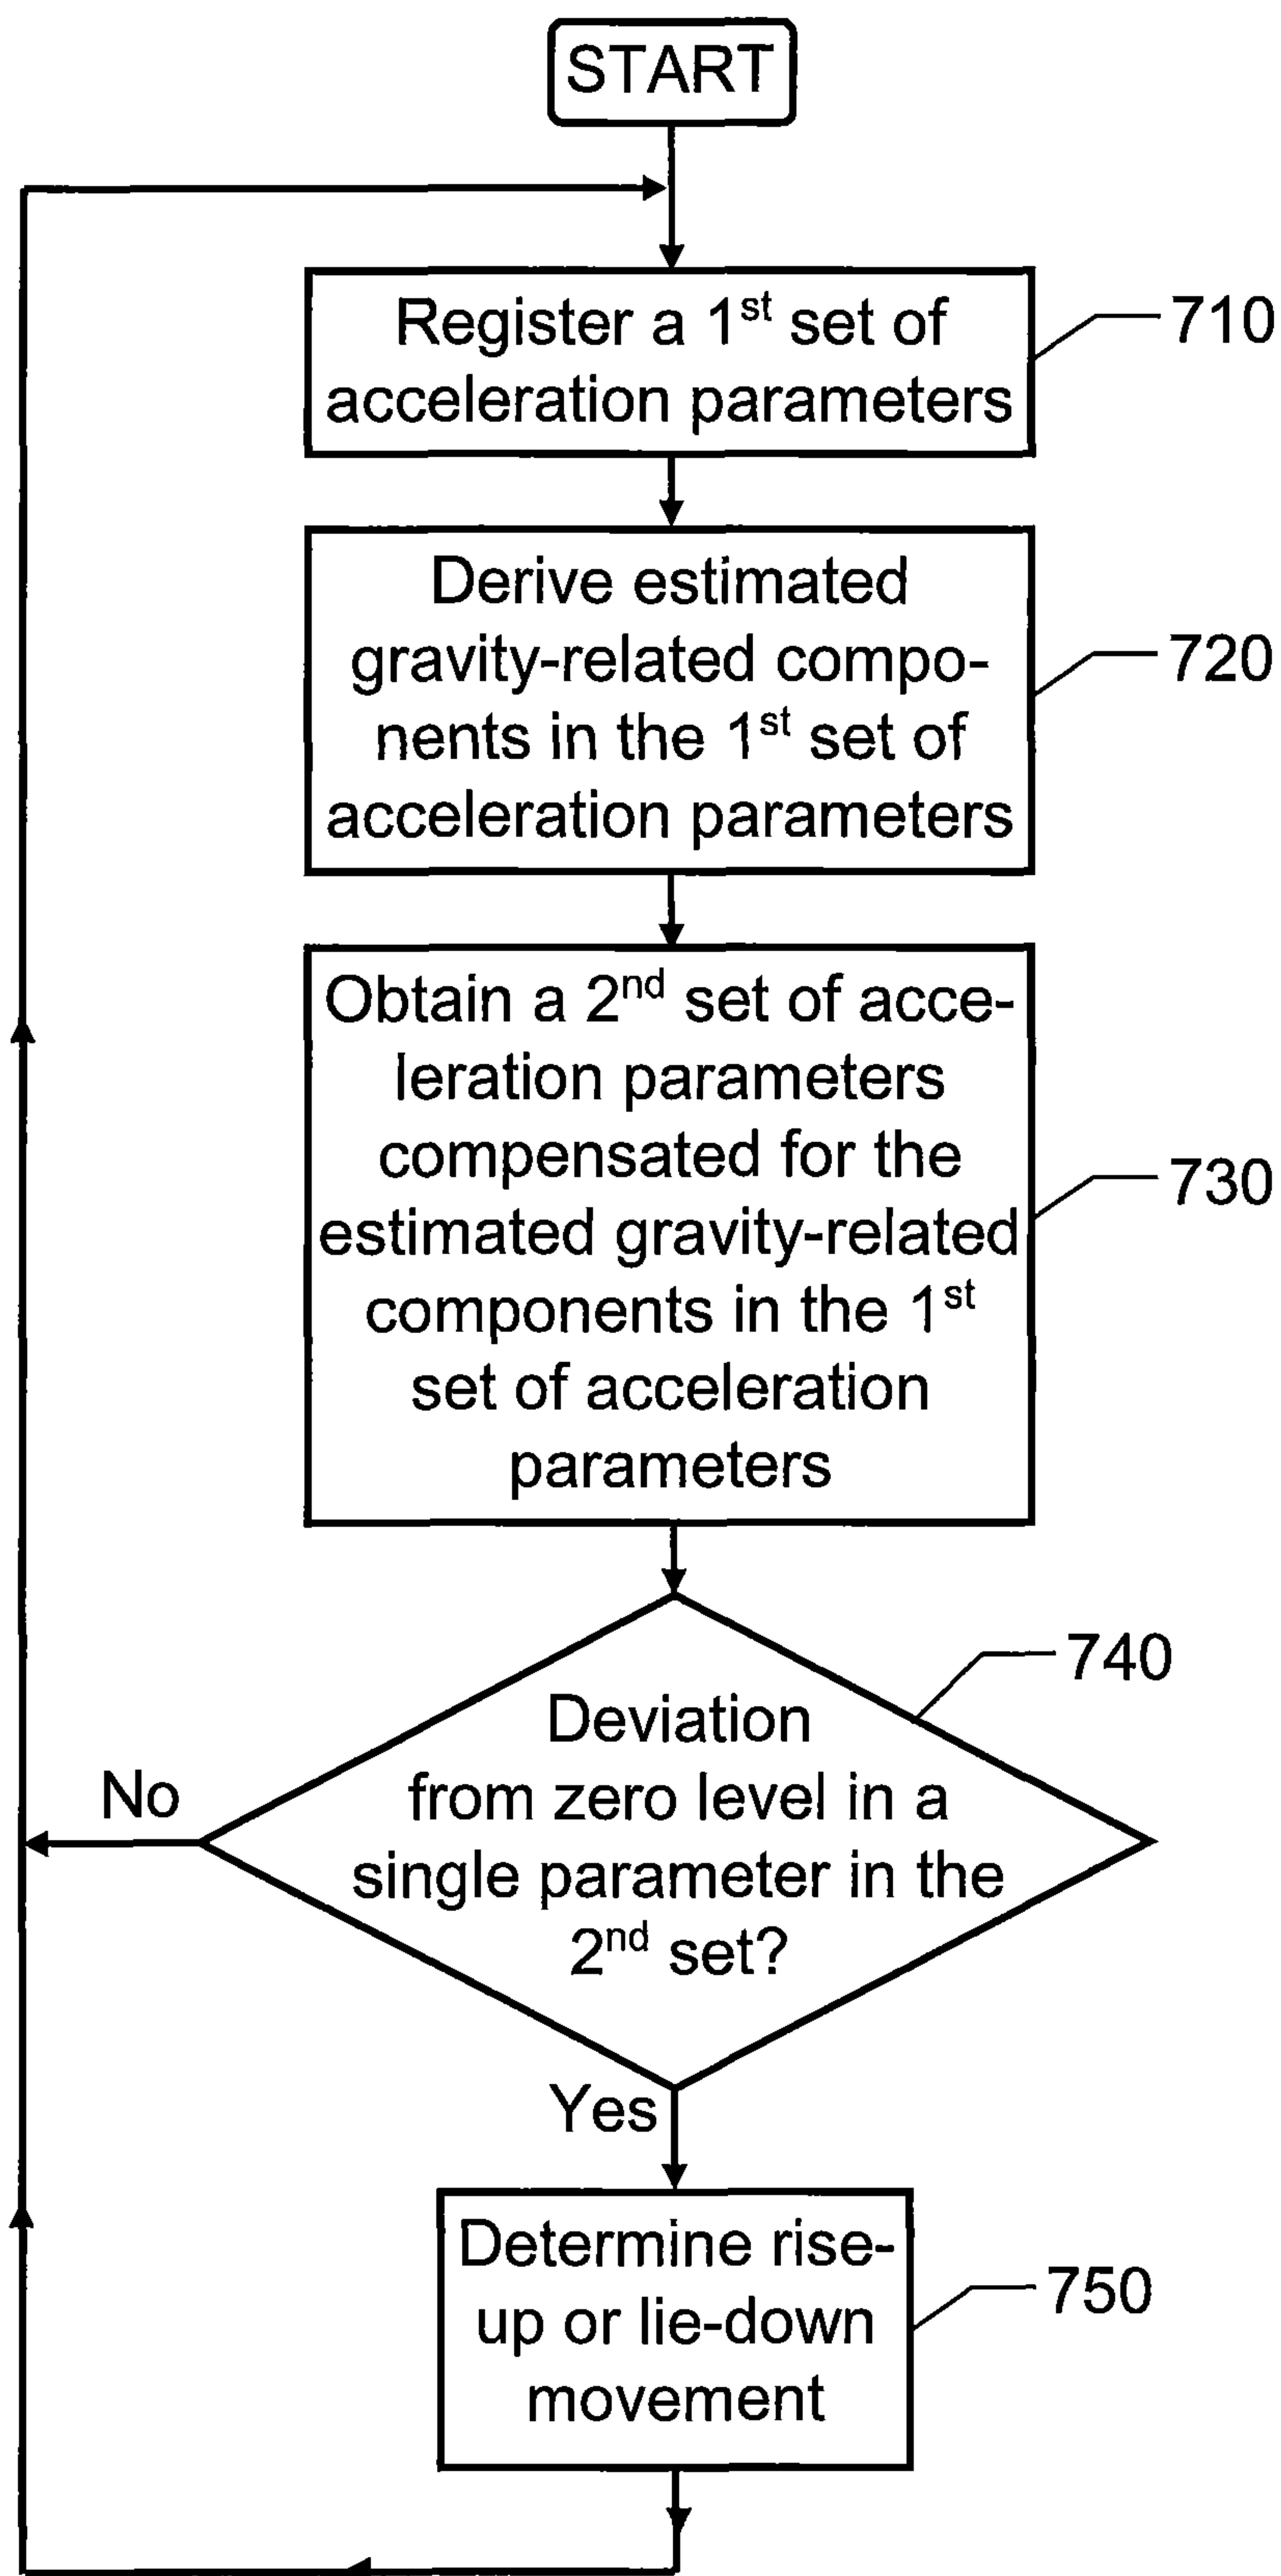 START
Register a 1st set of
acceleration parameters
710
Derive estimated
gravity-related compo-
nents in the 1st set of
acceleration parameters
720
Obtain a 2nd set of acce-
leration parameters
compensated for the
estimated gravity-related
components in the 1st
set of acceleration
parameters
730
740
Deviation
from zero level in a
single parameter in the
2nd set?
No
Yes
Determine rise-
up or lie-down
movement
750